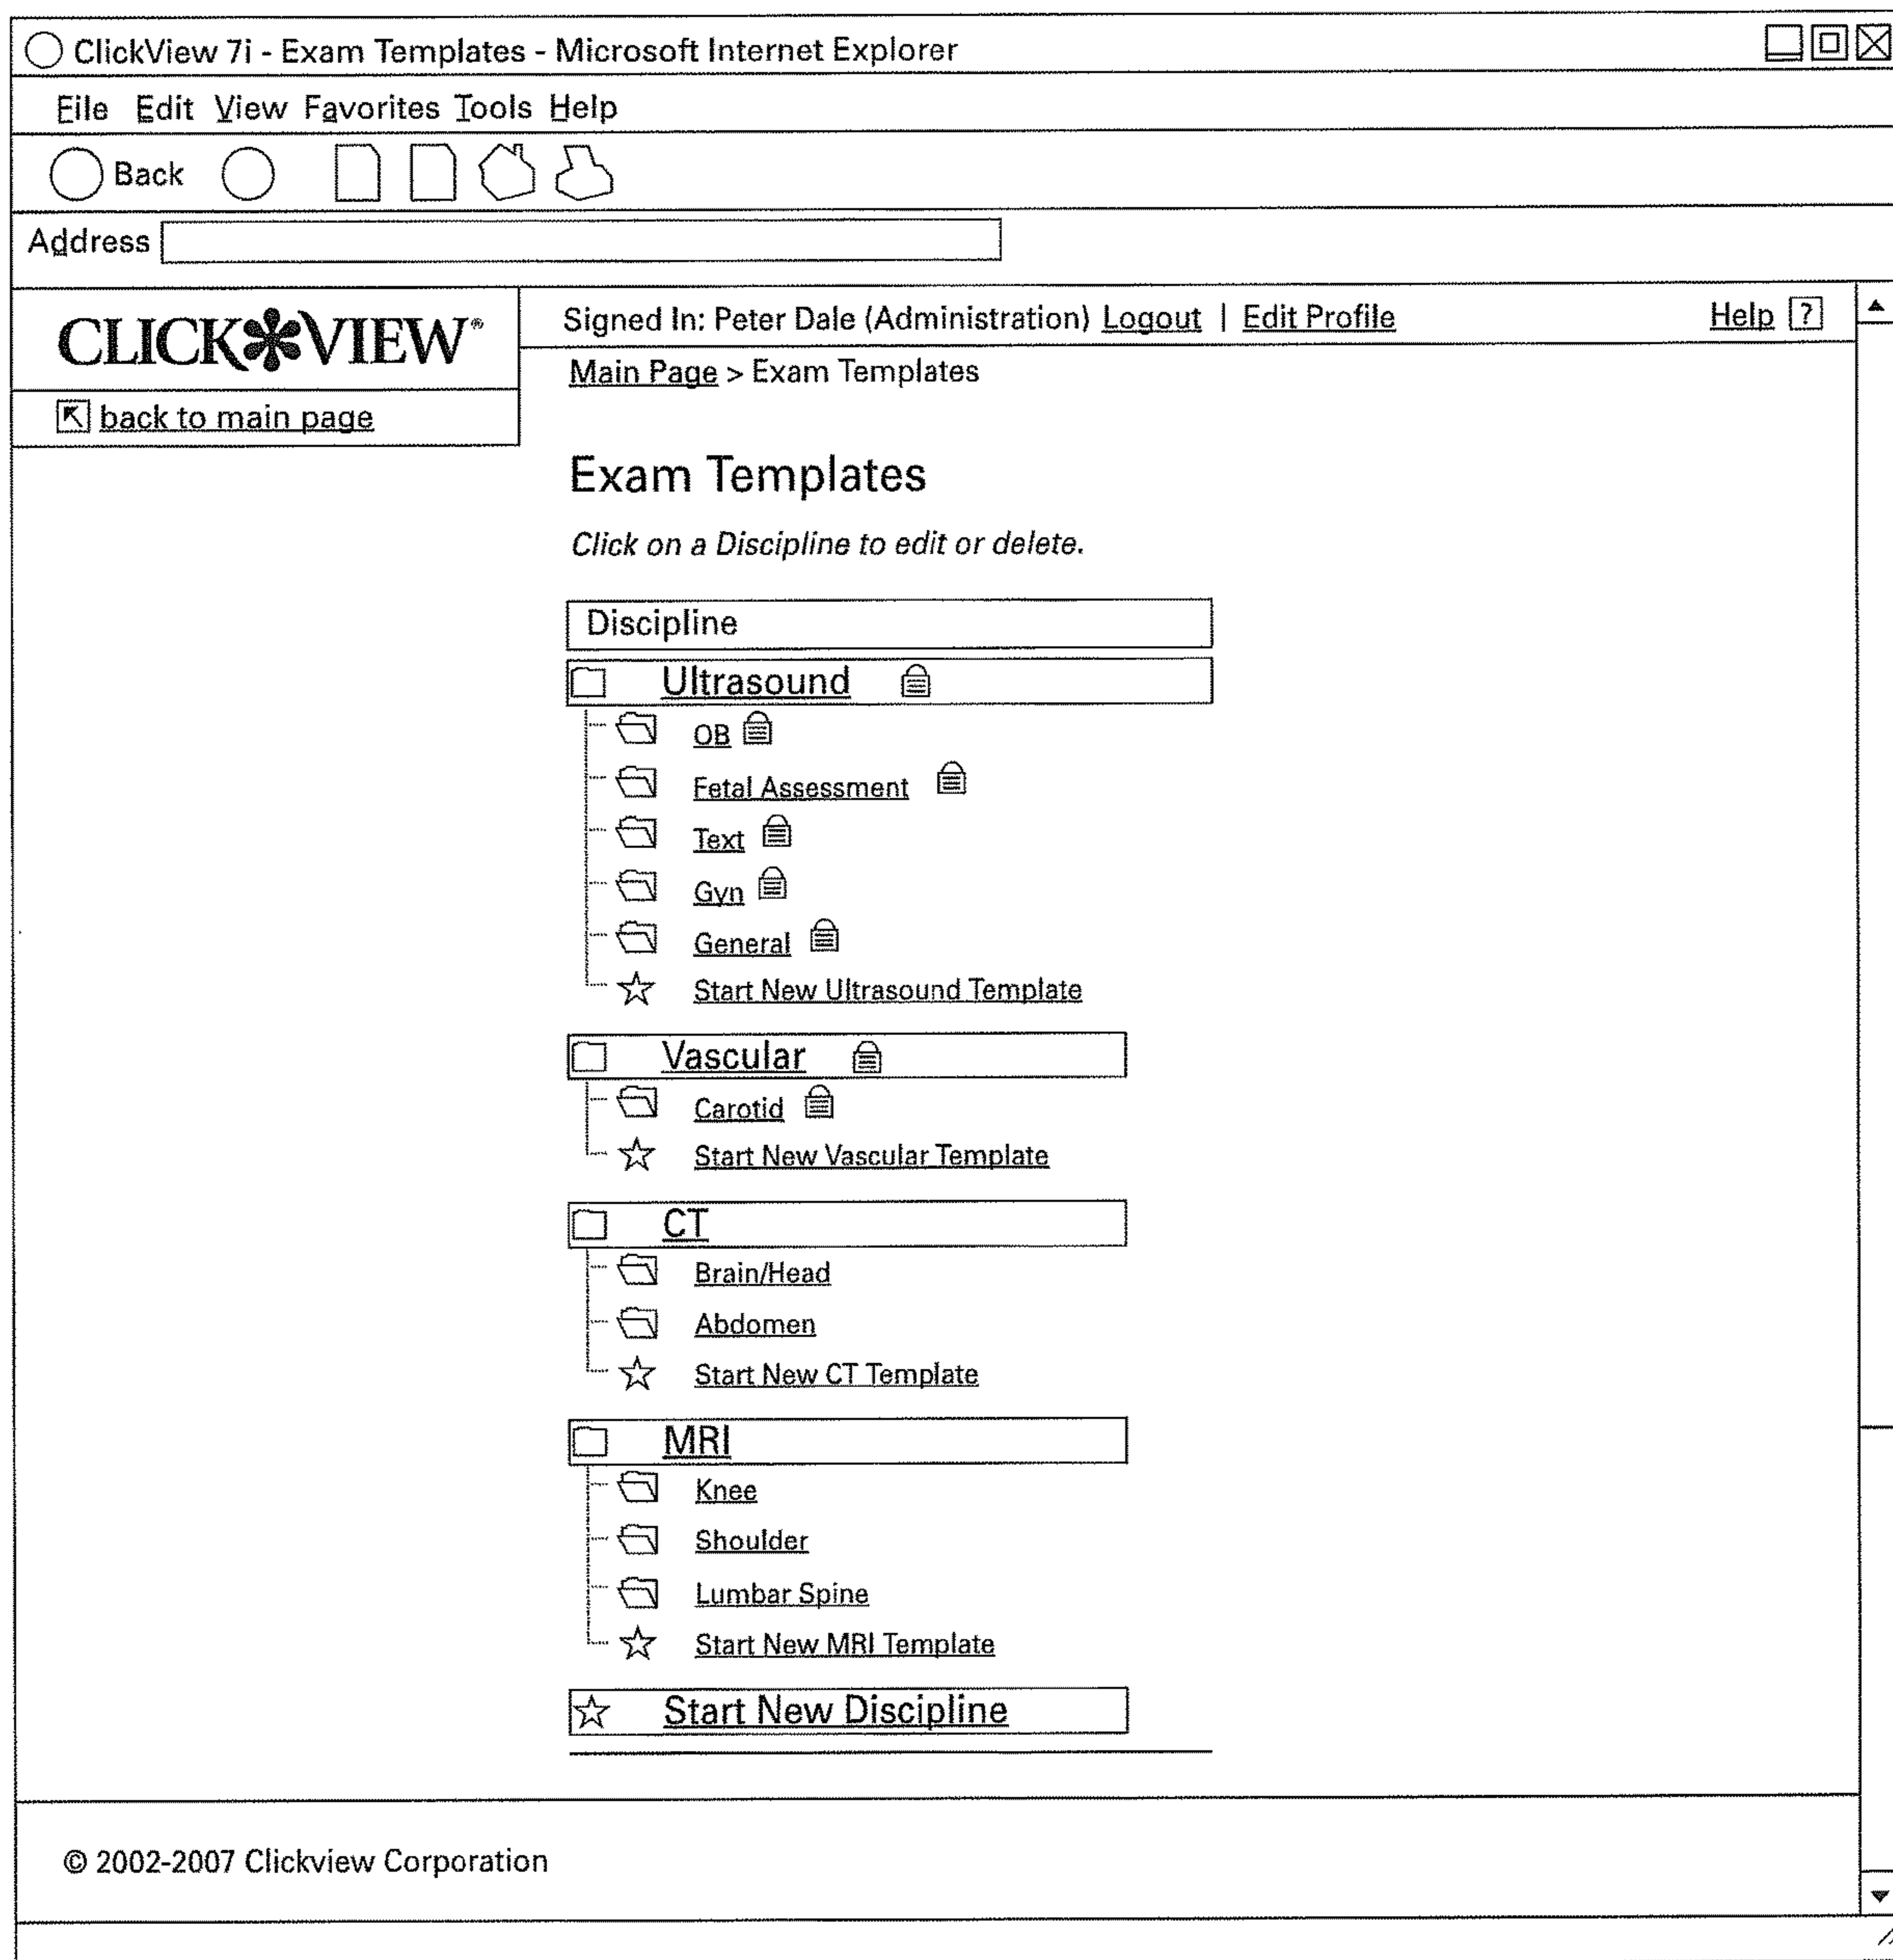 ClickView 7i - Exam Templates - Microsoft Internet Explorer
File Edit View Favorites Tools Help
Back
Address
CLICK✽VIEW®
Signed In: Peter Dale (Administration) Logout | Edit Profile
Help ?
Main Page > Exam Templates
back to main page
Exam Templates
Click on a Discipline to edit or delete.
Discipline
Ultrasound
OB
Fetal Assessment
Text
Gyn
General
Start New Ultrasound Template
Vascular
Carotid
Start New Vascular Template
CT
Brain/Head
Abdomen
Start New CT Template
MRI
Knee
Shoulder
Lumbar Spine
Start New MRI Template
Start New Discipline
© 2002-2007 Clickview Corporation